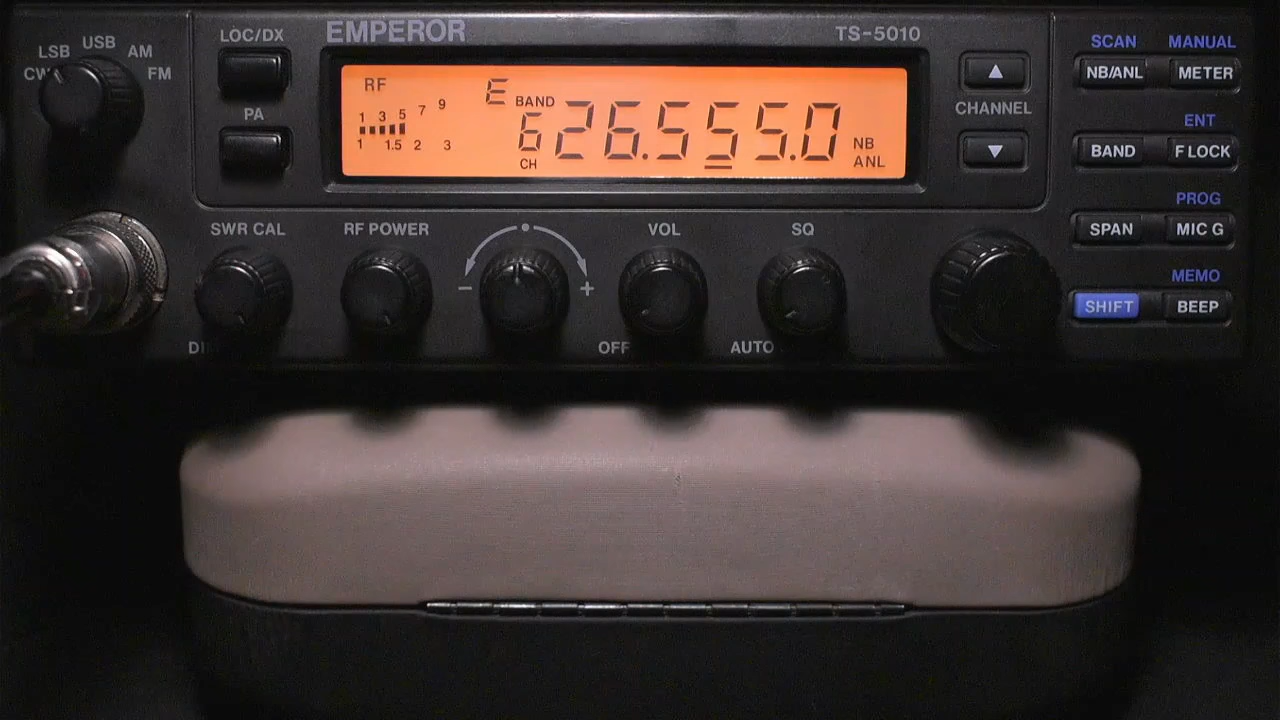 LSB USB AM
CW FM
LOC/DX
PA
EMPEROR TS-5010
RF
1 3 5 7 9
1 1.5 2 3
E BAND
6 26.555.0
CH
NB
ANL
▲
CHANNEL
▼
SCAN MANUAL
NB/ANL METER
ENT
BAND F LOCK
PROG
SPAN MIC G
MEMO
SHIFT BEEP
SWR CAL RF POWER VOL SQ
− +
OFF AUTO